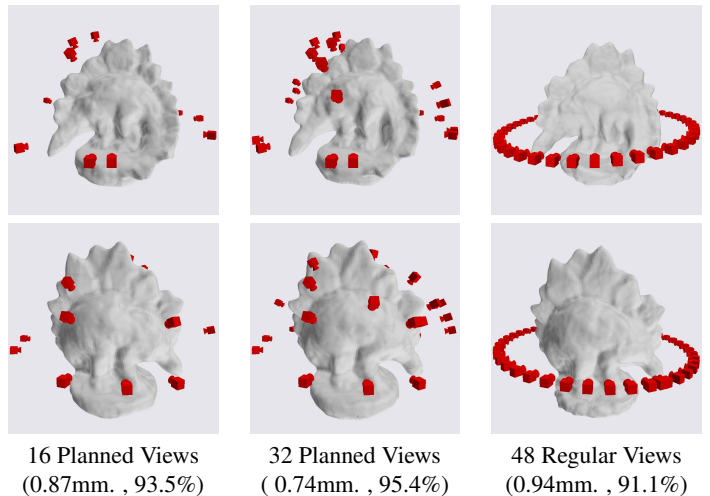 16 Planned Views
(0.87mm. , 93.5%)
32 Planned Views
( 0.74mm. , 95.4%)
48 Regular Views
(0.94mm. , 91.1%)